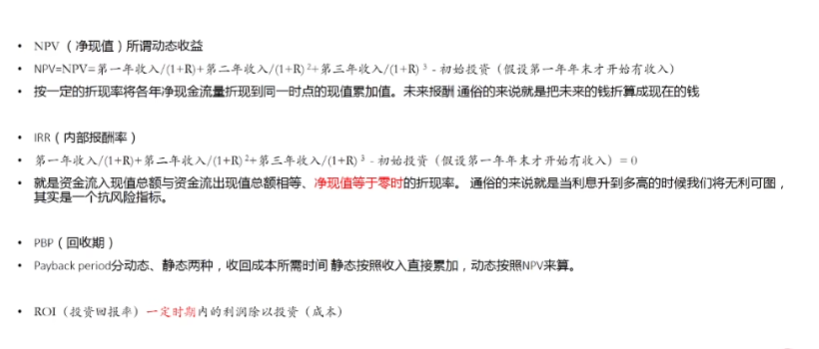 • NPV （净现值）所谓动态收益
• NPV=NPV=第一年收入/(1+R)+第二年收入/(1+R)²+第三年收入/(1+R)³ - 初始投资（假设第一年年末才开始有收入）
• 按一定的折现率将各年净现金流量折现到同一时点的现值累加值。未来报酬 通俗的来说就是把未来的钱折算成现在的钱
• IRR（内部报酬率）
• 第一年收入/(1+R)+第二年收入/(1+R)²+第三年收入/(1+R)³ - 初始投资（假设第一年年末才开始有收入）= 0
• 就是资金流入现值总额与资金流出现值总额相等、净现值等于零时的折现率。 通俗的来说就是当利息升到多高的时候我们将无利可图，
其实是一个抗风险指标。
• PBP（回收期）
• Payback period分动态、静态两种，收回成本所需时间 静态按照收入直接累加，动态按照NPV来算。
• ROI（投资回报率）一定时期内的利润除以投资（成本）